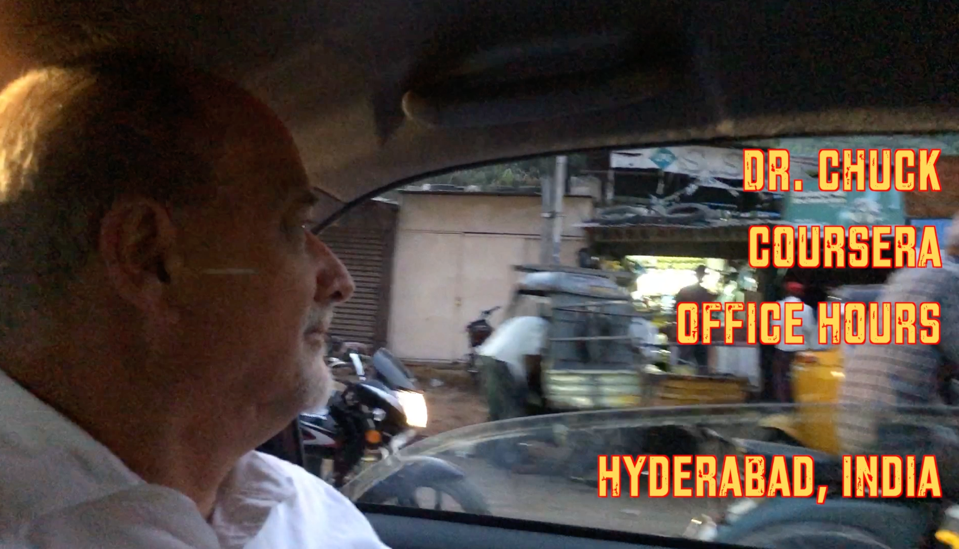 DR. CHUCK
COURSERA
OFFICE HOURS
HYDERABAD, INDIA